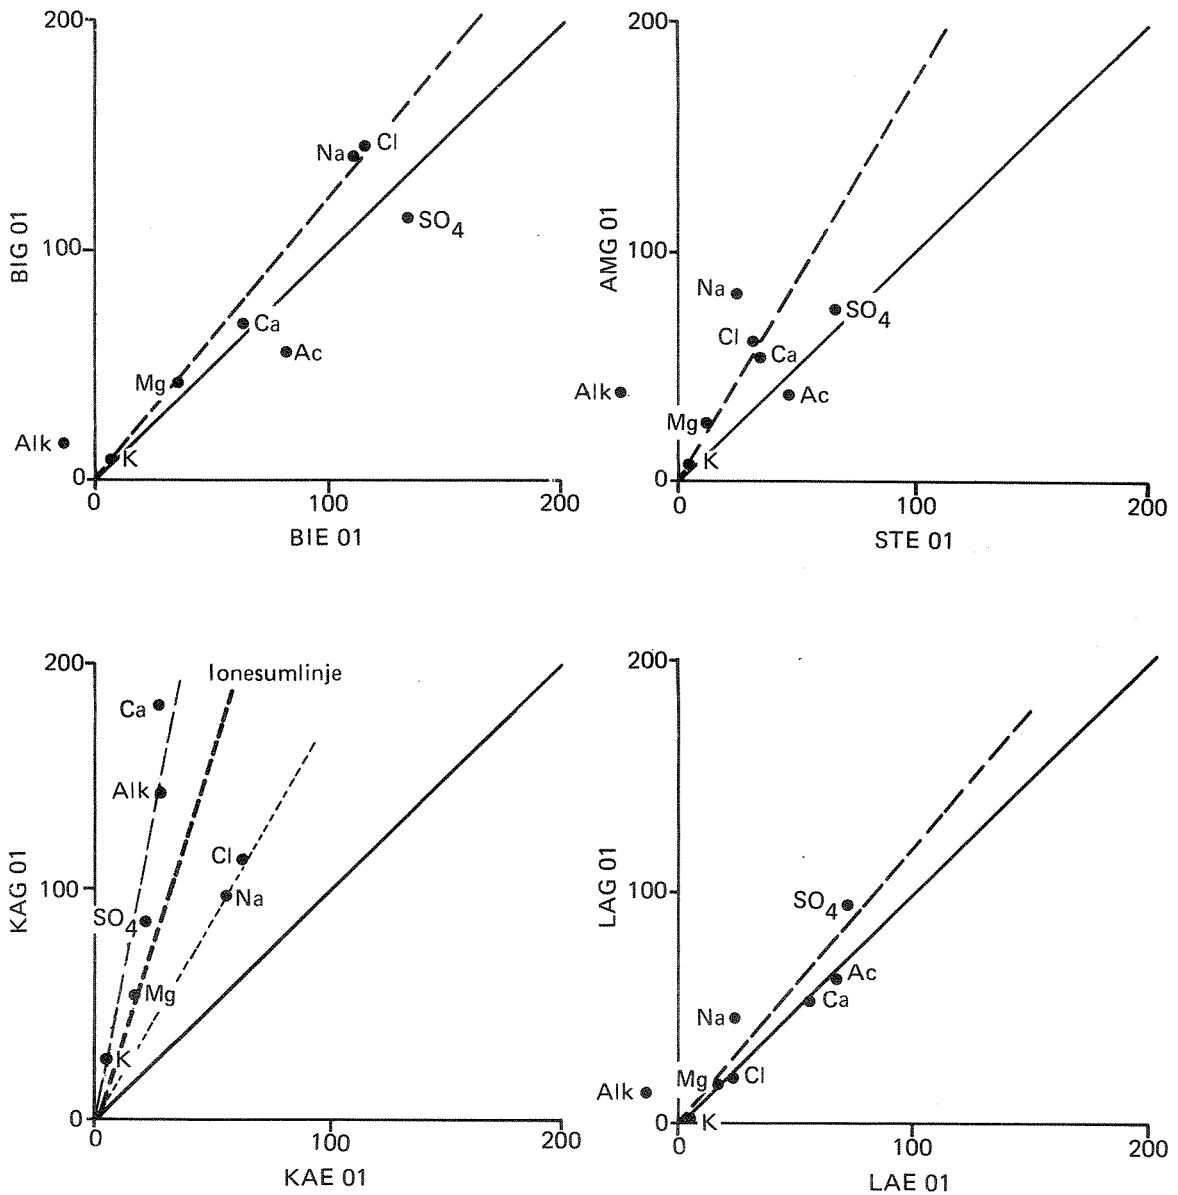 200
BIG 01
100
0
Na
Cl
SO4
Ca
Ac
Mg
Alk
K
0
100
200
BIE 01
200
AMG 01
100
0
Na
SO4
Cl
Ca
Alk
Ac
Mg
K
0
100
200
STE 01
200
KAG 01
100
0
Ionesumlinje
Ca
Alk
Cl
Na
SO4
Mg
K
0
100
200
KAE 01
200
LAG 01
100
0
SO4
Ac
Ca
Na
Mg
Cl
Alk
K
0
100
200
LAE 01